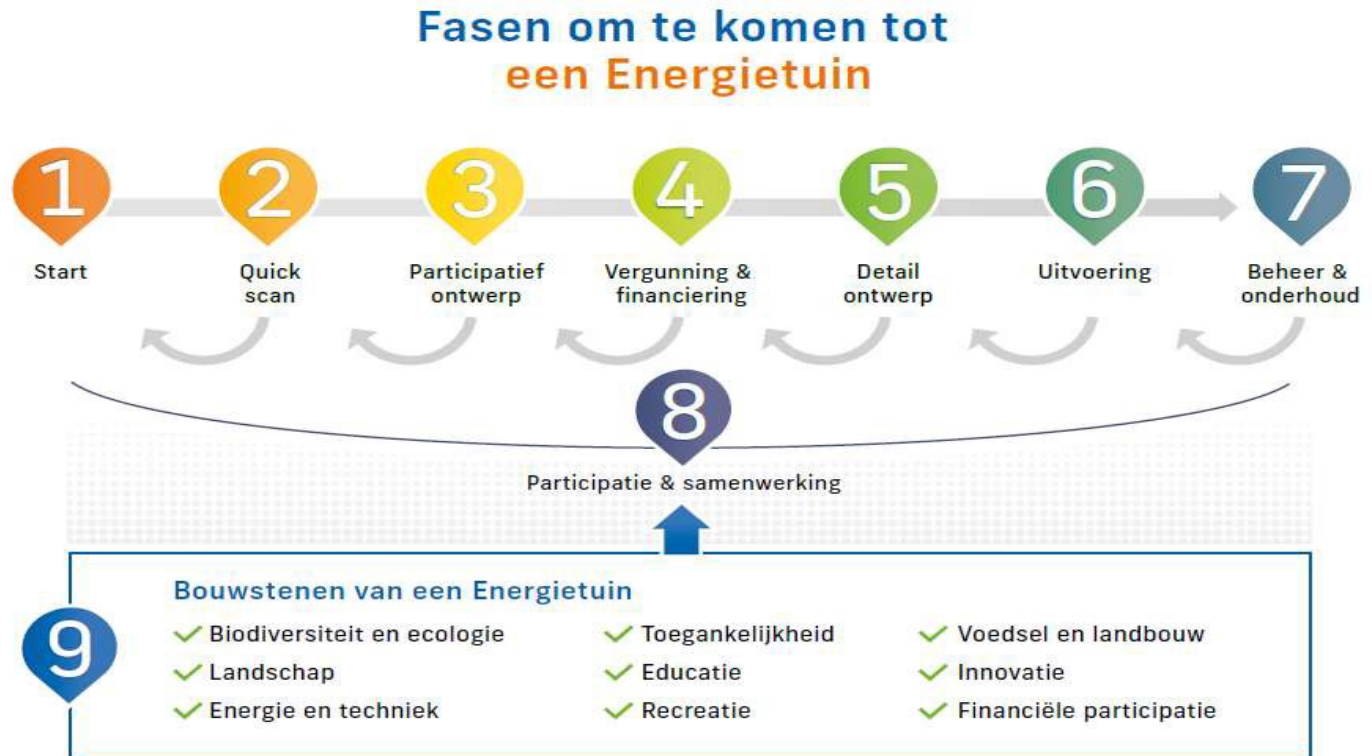 Fasen om te komen tot
een Energietuin
1
2
3
4
5
6
7
Start
Quick
scan
Participatief
ontwerp
Vergunning &
financiering
Detail
ontwerp
Uitvoering
Beheer &
onderhoud
8
Participatie & samenwerking
9
Bouwstenen van een Energietuin
Biodiversiteit en ecologie
Landschap
Energie en techniek
Toegankelijkheid
Educatie
Recreatie
Voedsel en landbouw
Innovatie
Financiële participatie